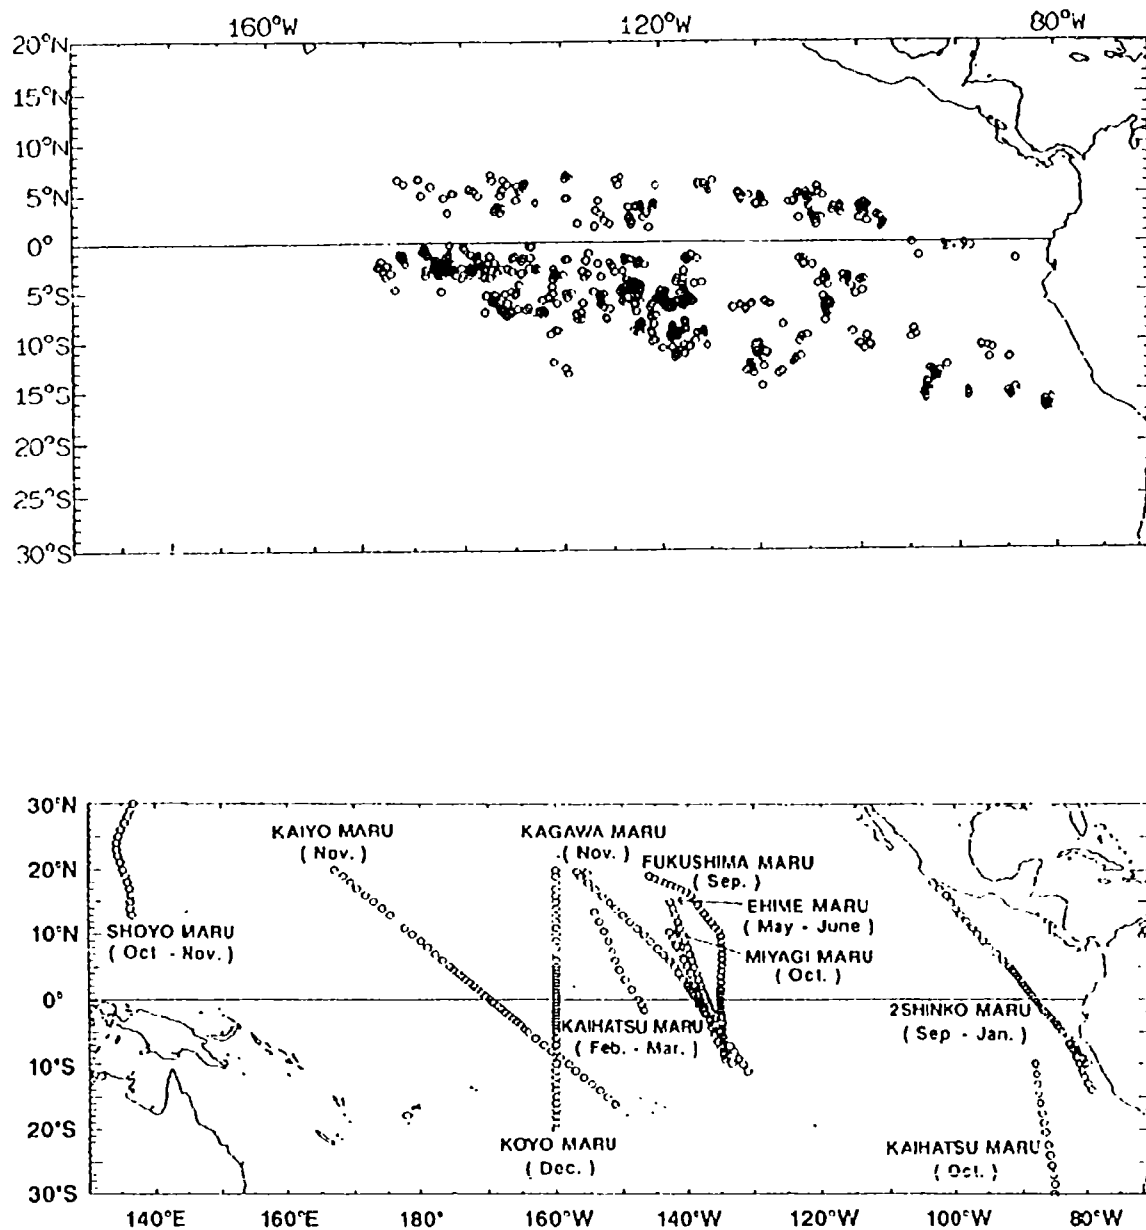 160°W 120°W 80°W
20°N
15°N
10°N
5°N
0°
5°S
10°S
15°S
20°S
25°S
30°S
30°N
KAIYO MARU
( Nov. )
KAGAWA MARU
( Nov. )
FUKUSHIMA MARU
( Sep. )
20°N
EHIME MARU
( May - June )
SHOYO MARU
( Oct - Nov. )
10°N
MIYAGI MARU
( Oct. )
0°
KAIHATSU MARU
( Feb. - Mar. )
2SHINKO MARU
( Sep - Jan. )
10°S
20°S
KOYO MARU
( Dec. )
KAIHATSU MARU
( Oct. )
30°S
140°E 160°E 180° 160°W 140°W 120°W 100°W 80°W